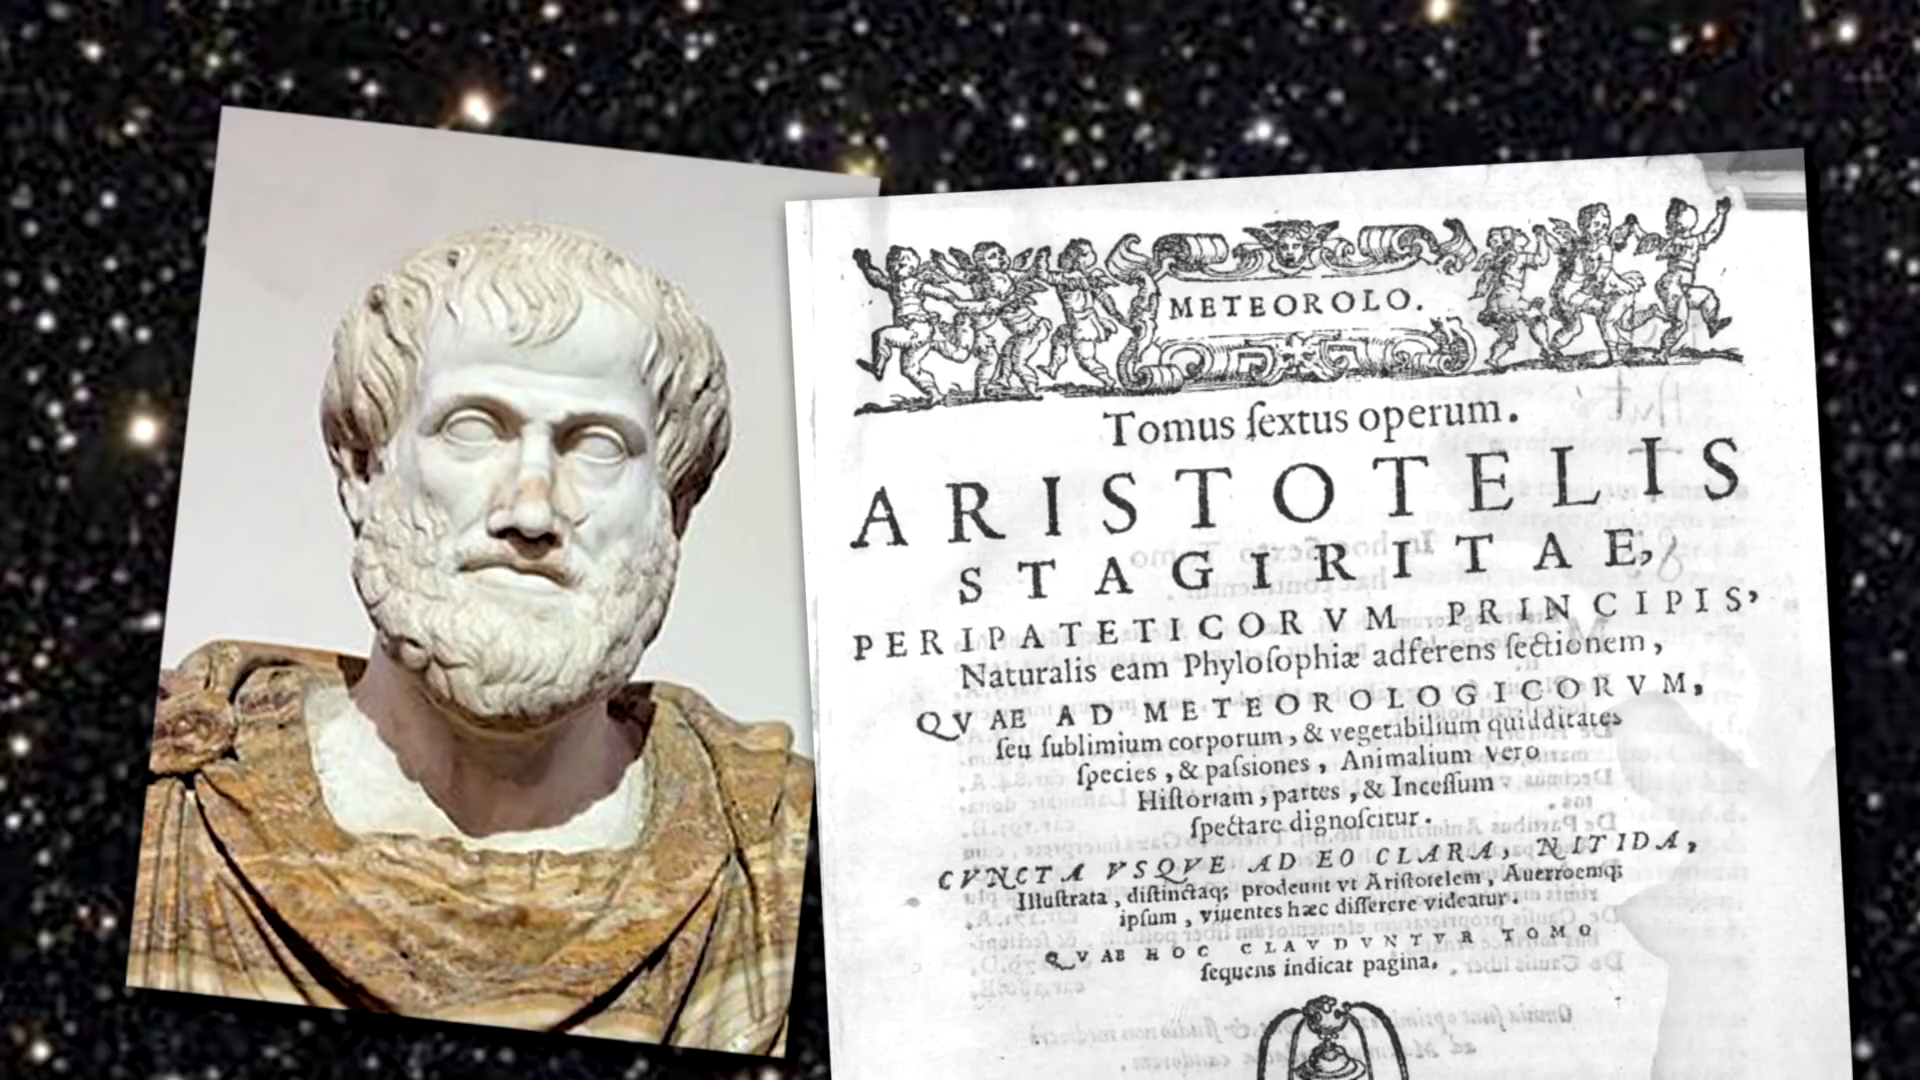 METEOROLO.
Tomus ſextus operum.
ARISTOTELIS
STAGIRITAE,
PERIPATETICORVM PRINCIPIS,
Naturalis eam Phyloſophiæ adferens ſectionem,
QVAE AD METEOROLOGICORVM,
ſeu ſublimium corporum, & vegetabilium quidditates
ſpecies, & paſsiones, Animalium vero
Hiſtoriam, partes, & Inceſſum
ſpectare dignoſcitur.
CVNCTA VSQVE AD EO CLARA, NITIDA,
Illuſtrata, diſtinctaq; prodeunt vt Ariſtotelem, Auerroemq;
ipſum, viuentes hæc diſſerere videatur.
QVAE HOC CLAVDVNTVR TOMO
ſequens indicat pagina.